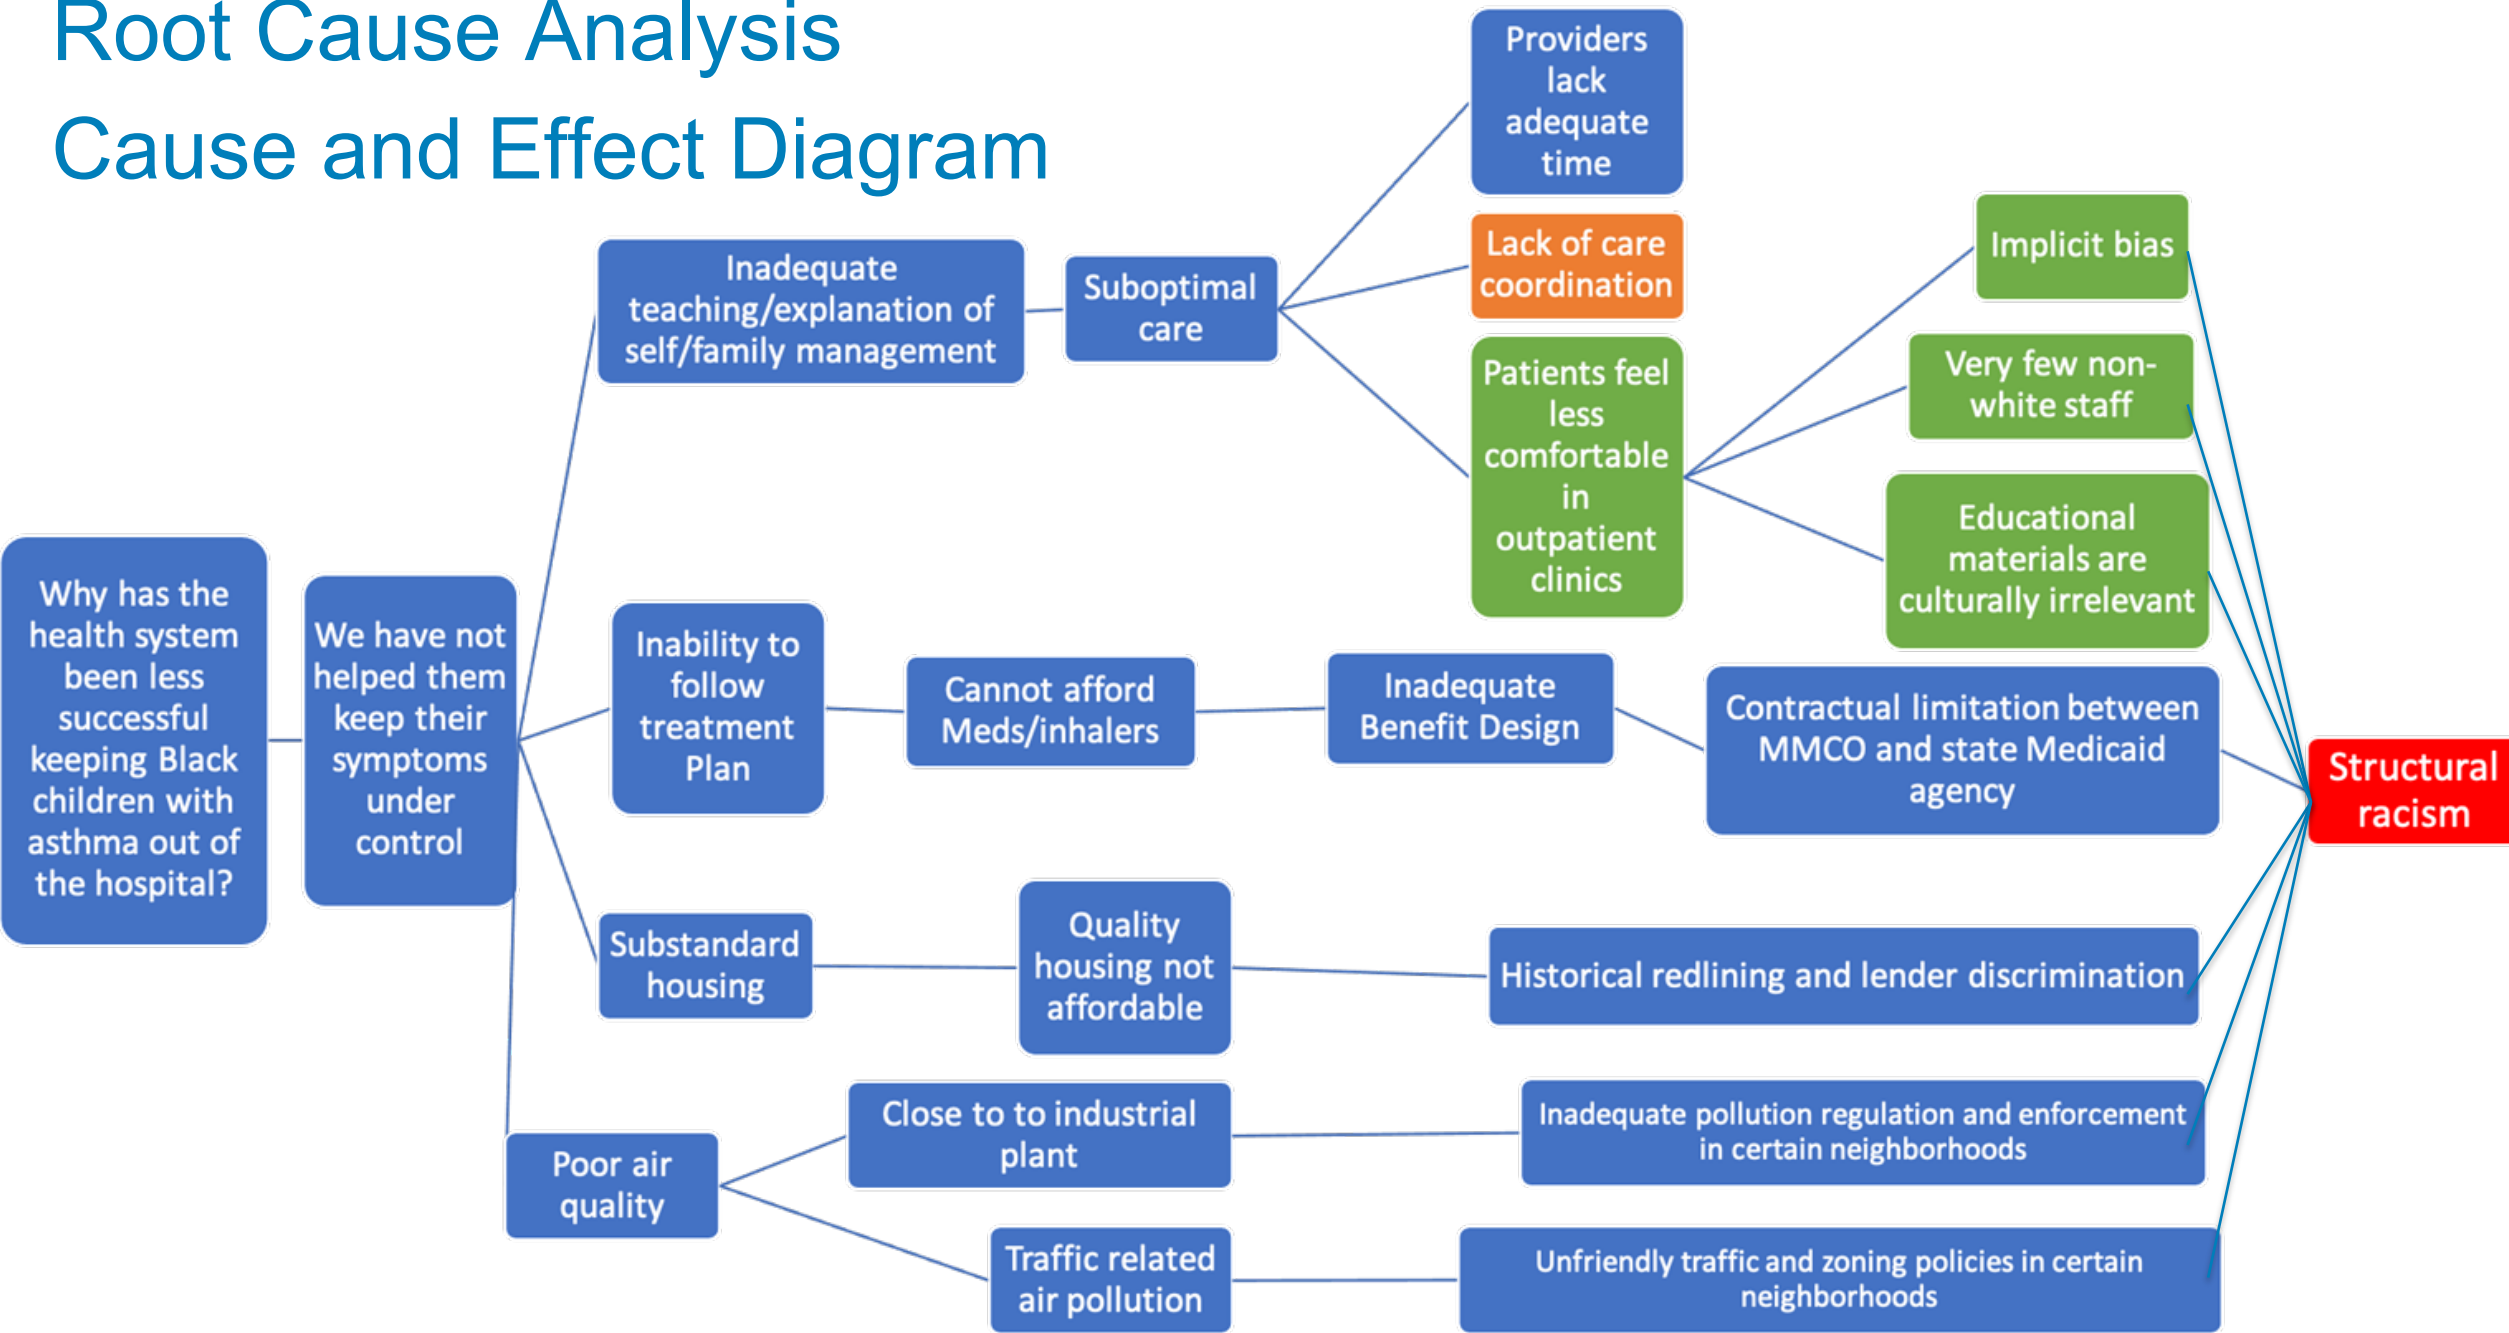 Root Cause Analysis
Cause and Effect Diagram
Providers
lack
adequate
time
Lack of care
coordination
Implicit bias
Inadequate
teaching/explanation of
self/family management
Suboptimal
care
Patients feel
less
comfortable
in
outpatient
clinics
Very few non-
white staff
Educational
materials are
culturally irrelevant
Why has the
health system
been less
successful
keeping Black
children with
asthma out of
the hospital?
We have not
helped them
keep their
symptoms
under
control
Inability to
follow
treatment
Plan
Cannot afford
Meds/inhalers
Inadequate
Benefit Design
Contractual limitation between
MMCO and state Medicaid
agency
Structural
racism
Substandard
housing
Quality
housing not
affordable
Historical redlining and lender discrimination
Poor air
quality
Close to to industrial
plant
Inadequate pollution regulation and enforcement
in certain neighborhoods
Traffic related
air pollution
Unfriendly traffic and zoning policies in certain
neighborhoods